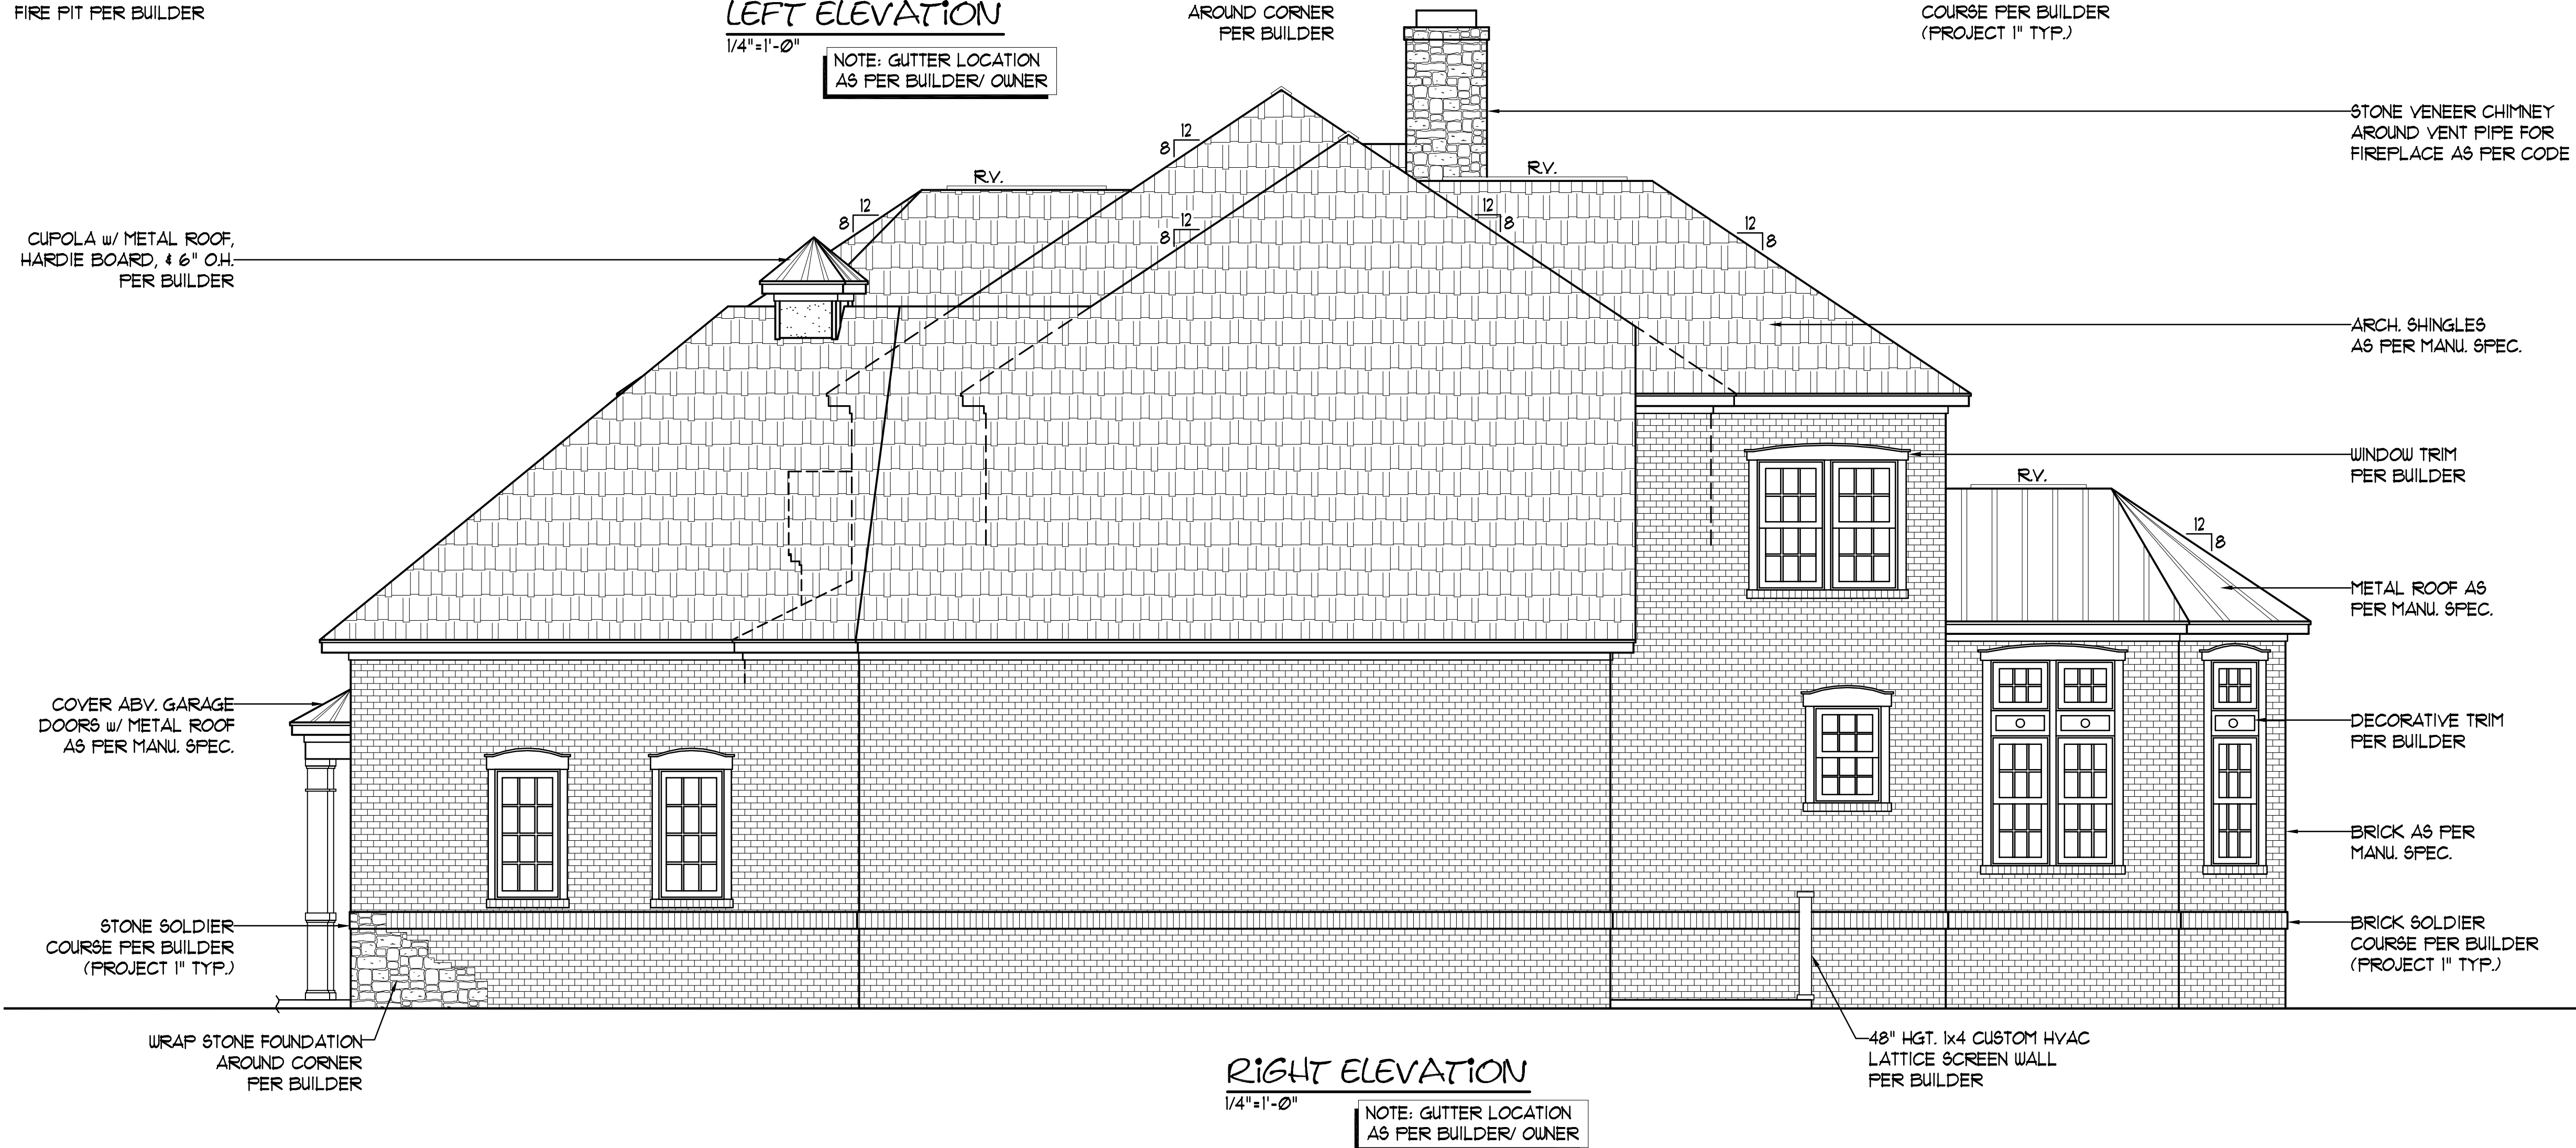 FIRE PIT PER BUILDER
LEFT ELEVATION
1/4"=1'-0"
NOTE: GUTTER LOCATION
AS PER BUILDER/ OWNER
AROUND CORNER
PER BUILDER
COURSE PER BUILDER
(PROJECT 1" TYP.)
STONE VENEER CHIMNEY
AROUND VENT PIPE FOR
FIREPLACE AS PER CODE
12
8
R.V.
R.V.
12
8
12
8
12
8
12
8
CUPOLA w/ METAL ROOF,
HARDIE BOARD, & 6" O.H.
PER BUILDER
ARCH. SHINGLES
AS PER MANU. SPEC.
WINDOW TRIM
PER BUILDER
R.V.
12
8
METAL ROOF AS
PER MANU. SPEC.
COVER ABV. GARAGE
DOORS w/ METAL ROOF
AS PER MANU. SPEC.
DECORATIVE TRIM
PER BUILDER
BRICK AS PER
MANU. SPEC.
STONE SOLDIER
COURSE PER BUILDER
(PROJECT 1" TYP.)
BRICK SOLDIER
COURSE PER BUILDER
(PROJECT 1" TYP.)
WRAP STONE FOUNDATION
AROUND CORNER
PER BUILDER
48" HGT. 1x4 CUSTOM HVAC
LATTICE SCREEN WALL
PER BUILDER
RIGHT ELEVATION
1/4"=1'-0"
NOTE: GUTTER LOCATION
AS PER BUILDER/ OWNER